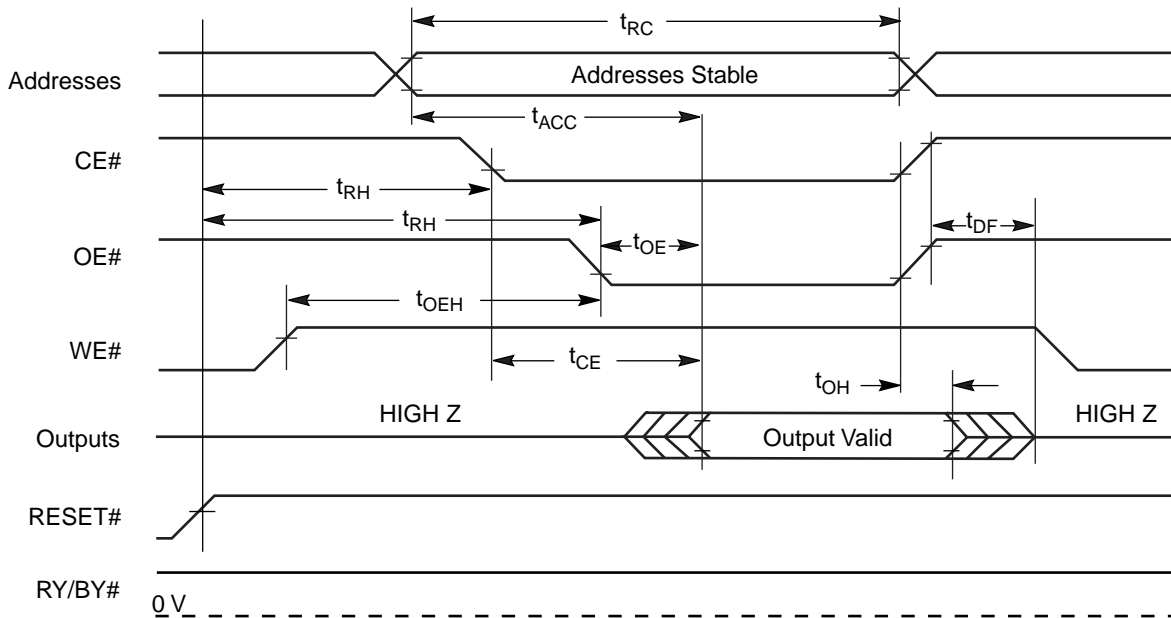 tRC
Addresses
Addresses Stable
tACC
CE#
tRH
tRH
tDF
OE#
tOE
tOEH
WE#
tCE
tOH
HIGH Z
HIGH Z
Outputs
Output Valid
RESET#
RY/BY#
0 V